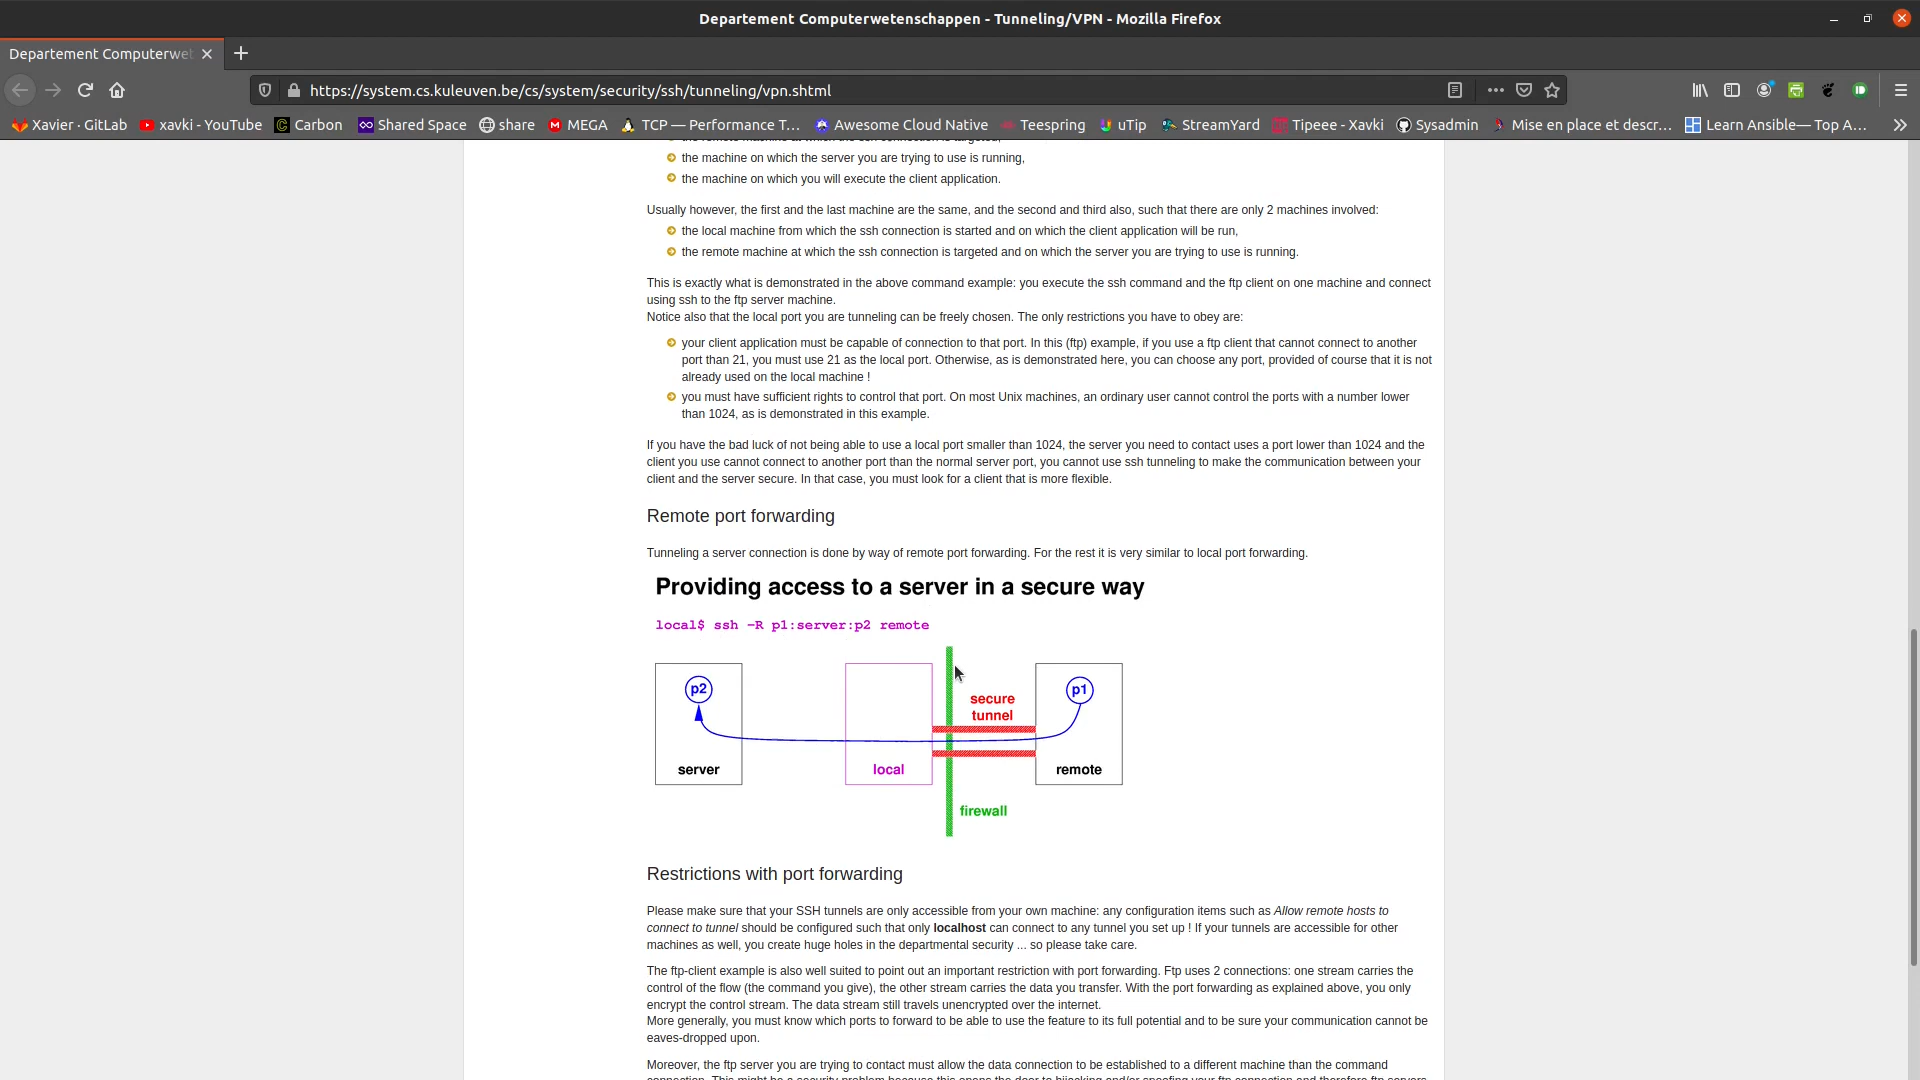 Departement Computerwetenschappen - Tunneling/VPN - Mozilla Firefox
Departement Computerwe
https://system.cs.kuleuven.be/cs/system/security/ssh/tunneling/vpn.shtml
Xavier · GitLab xavki - YouTube Carbon Shared Space share MEGA TCP — Performance T... Awesome Cloud Native Teespring uTip StreamYard Tipeee - Xavki Sysadmin Mise en place et descr... Learn Ansible— Top A...
the machine on which the server you are trying to use is running,
the machine on which you will execute the client application.
Usually however, the first and the last machine are the same, and the second and third also, such that there are only 2 machines involved:
the local machine from which the ssh connection is started and on which the client application will be run,
the remote machine at which the ssh connection is targeted and on which the server you are trying to use is running.
This is exactly what is demonstrated in the above command example: you execute the ssh command and the ftp client on one machine and connect
using ssh to the ftp server machine.
Notice also that the local port you are tunneling can be freely chosen. The only restrictions you have to obey are:
your client application must be capable of connection to that port. In this (ftp) example, if you use a ftp client that cannot connect to another
port than 21, you must use 21 as the local port. Otherwise, as is demonstrated here, you can choose any port, provided of course that it is not
already used on the local machine !
you must have sufficient rights to control that port. On most Unix machines, an ordinary user cannot control the ports with a number lower
than 1024, as is demonstrated in this example.
If you have the bad luck of not being able to use a local port smaller than 1024, the server you need to contact uses a port lower than 1024 and the
client you use cannot connect to another port than the normal server port, you cannot use ssh tunneling to make the communication between your
client and the server secure. In that case, you must look for a client that is more flexible.
Remote port forwarding
Tunneling a server connection is done by way of remote port forwarding. For the rest it is very similar to local port forwarding.
Providing access to a server in a secure way
local$ ssh -R p1:server:p2 remote
p2
p1
secure
tunnel
server
local
remote
firewall
Restrictions with port forwarding
Please make sure that your SSH tunnels are only accessible from your own machine: any configuration items such as Allow remote hosts to
connect to tunnel should be configured such that only localhost can connect to any tunnel you set up ! If your tunnels are accessible for other
machines as well, you create huge holes in the departmental security ... so please take care.
The ftp-client example is also well suited to point out an important restriction with port forwarding. Ftp uses 2 connections: one stream carries the
control of the flow (the command you give), the other stream carries the data you transfer. With the port forwarding as explained above, you only
encrypt the control stream. The data stream still travels unencrypted over the internet.
More generally, you must know which ports to forward to be able to use the feature to its full potential and to be sure your communication cannot be
eaves-dropped upon.
Moreover, the ftp server you are trying to contact must allow the data connection to be established to a different machine than the command